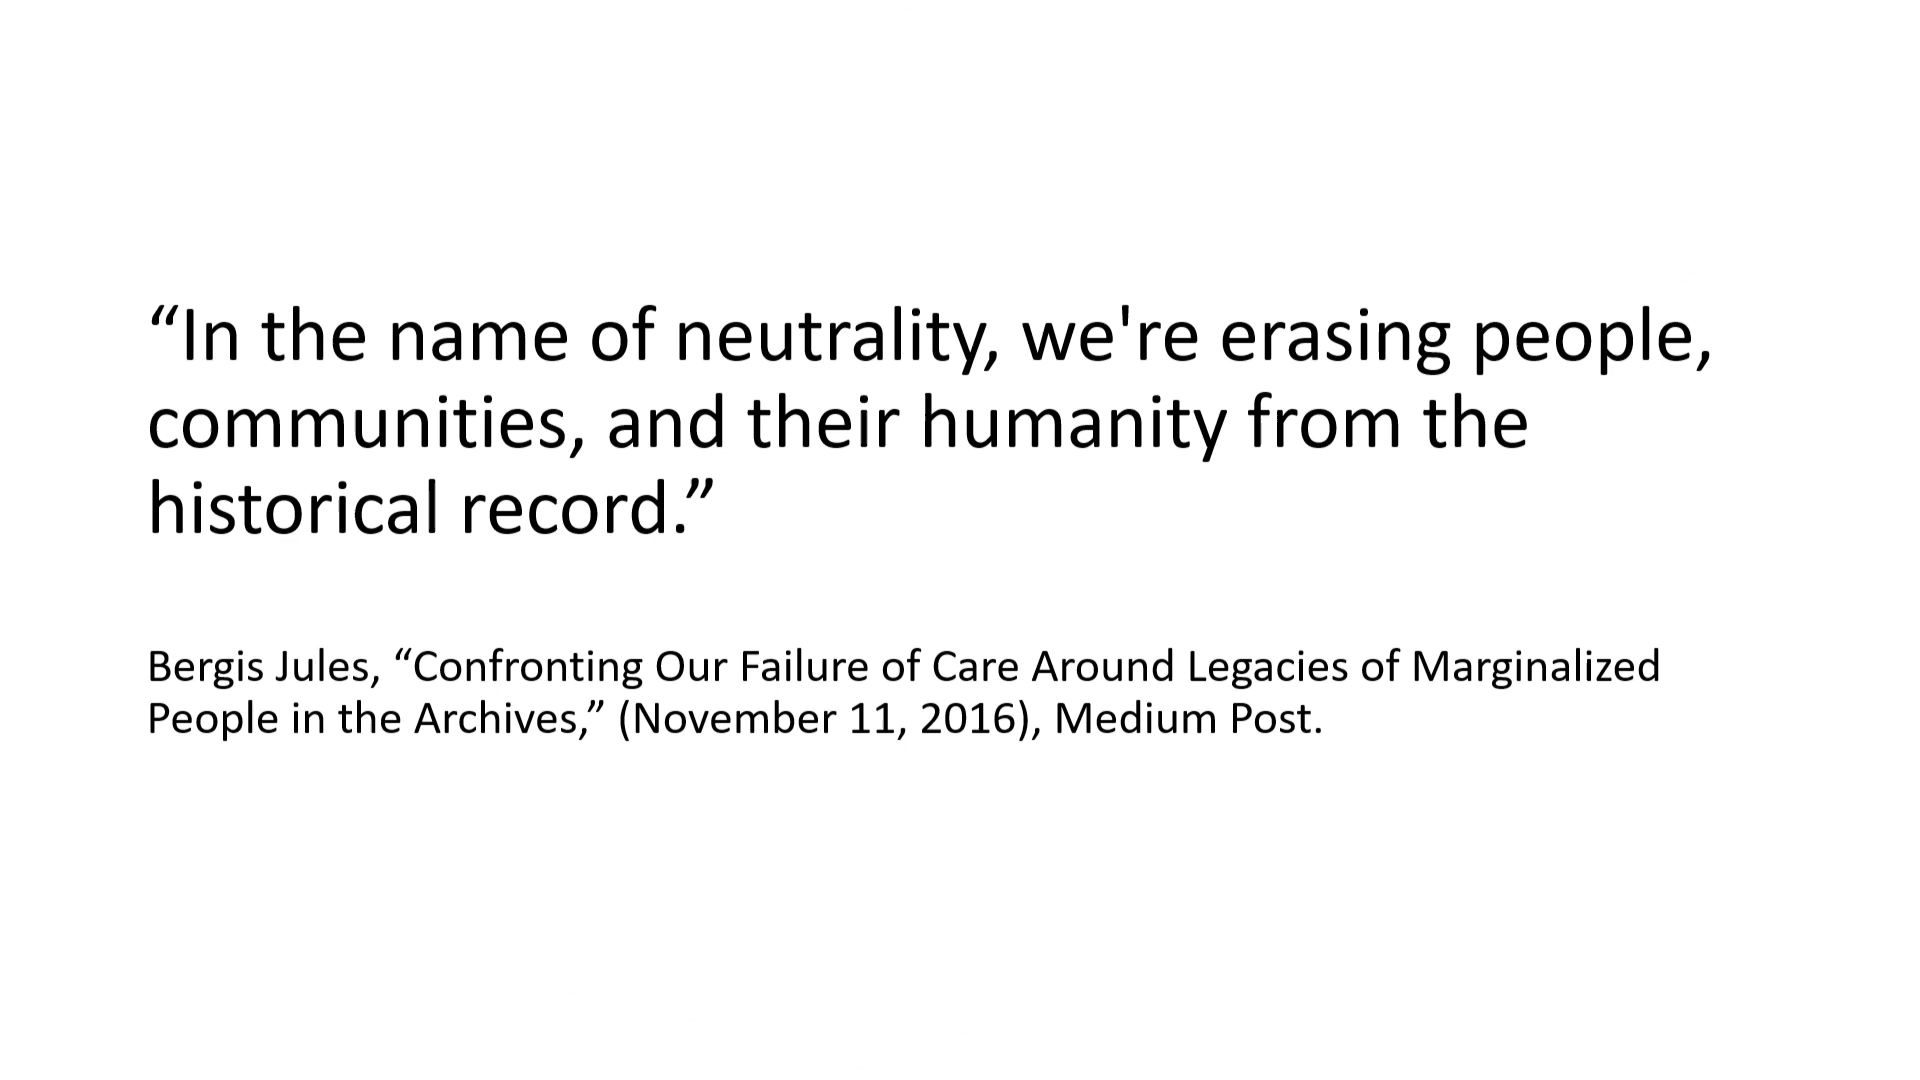 “In the name of neutrality, we're erasing people,
communities, and their humanity from the
historical record.”
Bergis Jules, “Confronting Our Failure of Care Around Legacies of Marginalized
People in the Archives,” (November 11, 2016), Medium Post.